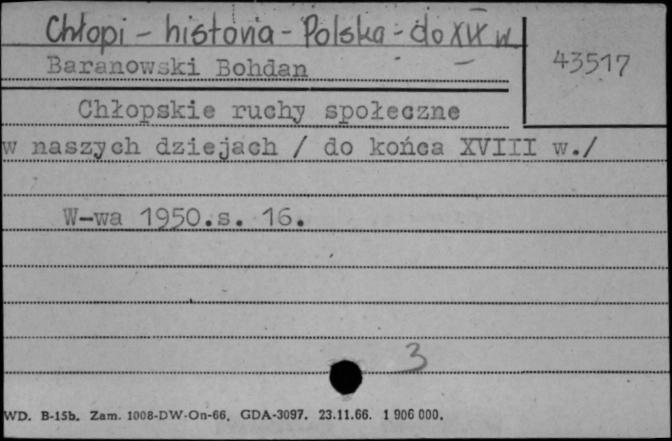 Chłopi - historia - Polska - do XIX w
43517
Baranowski Bohdan
Chłopskie ruchy społeczne
w naszych dziejach / do końca XVIII w./
W-wa 1950.s. 16.
3
WD. B-15b. Zam. 1008-DW-On-66. GDA-3097. 23.11.66. 1 906 000.